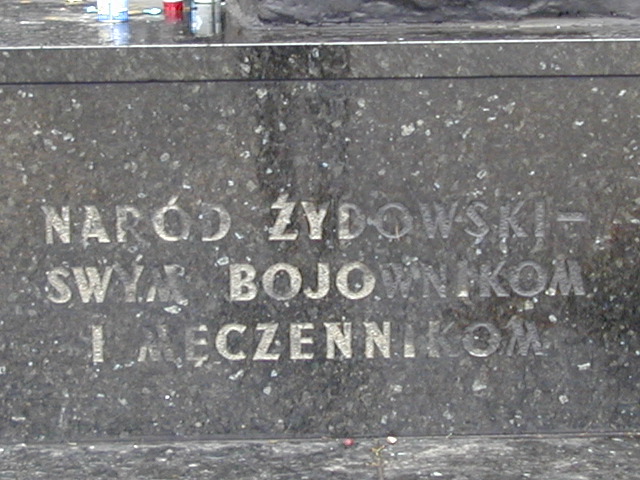 NARÓD ŻYDOWSKI –
SWYM BOJOWNIKOM
I MĘCZENNIKOM